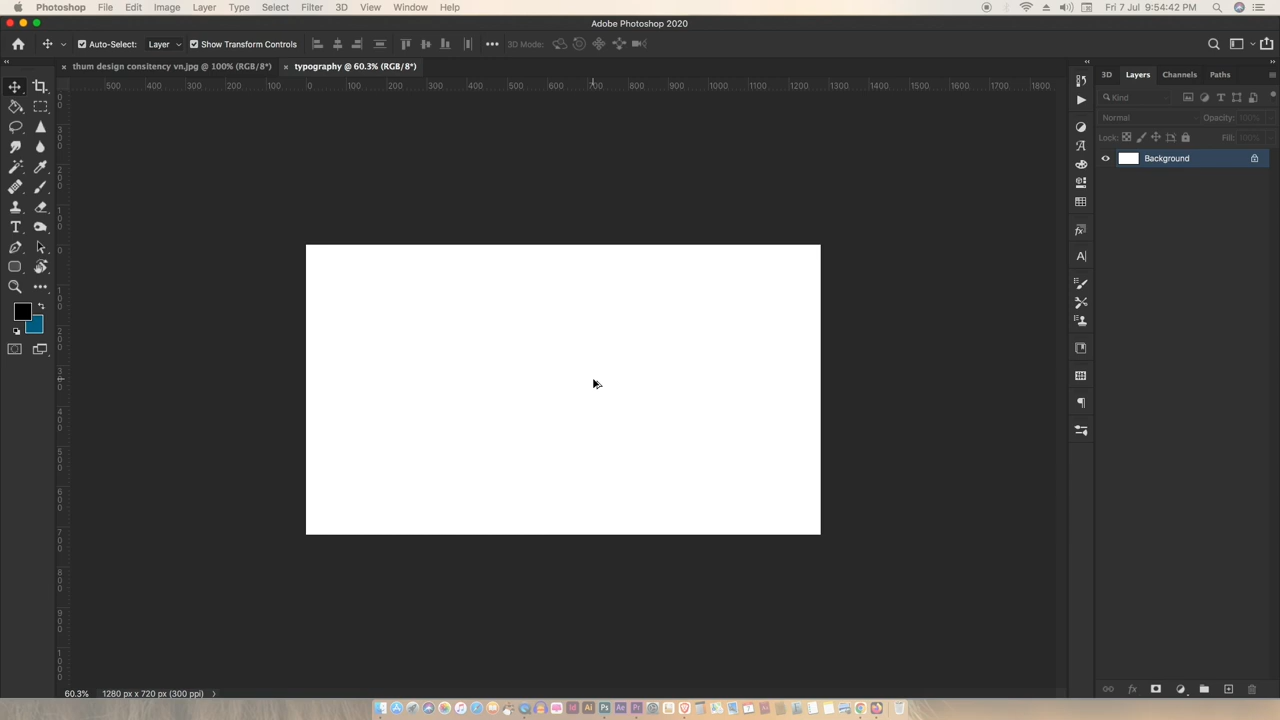 Photoshop File Edit Image Layer Type Select Filter 3D View Window Help Fri 7 Jul 9:54:42 AM
Adobe Photoshop 2020
Auto-Select: Layer Show Transform Controls 3D Mode:
thum design consitency vn.jpg @ 100% (RGB/8*) typography @ 60.3% (RGB/8*)
3D Layers Channels Paths
500 400 300 200 100 0 100 200 300 400 500 600 700 800 900 1000 1100 1200 1300 1400 1500 1600 1700 1800
Kind
Normal Opacity: 100%
Lock: Fill: 100%
Background
60.3% 1280 px x 720 px (300 ppi)